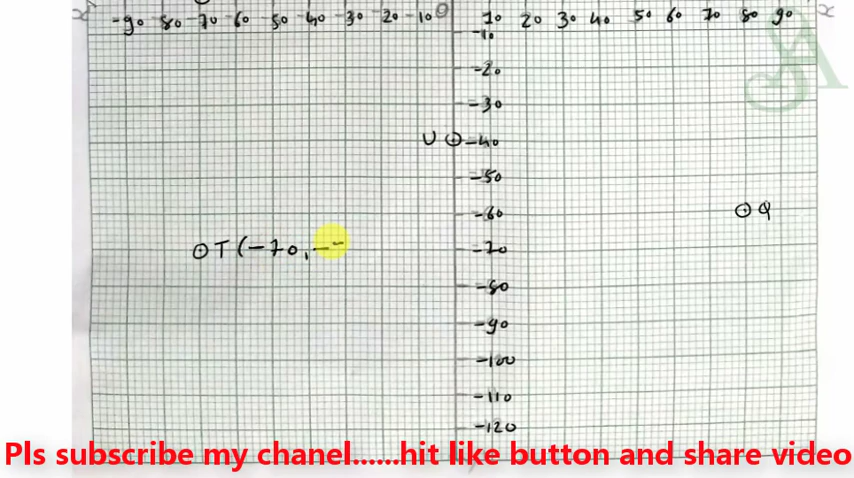 x' -90 -80 -70 -60 -50 -40 -30 -20 -10 0 10 20 30 40 50 60 70 80 90 x
-10
-20
-30
U -40
-50
-60 Q
T(-70, --
-70
-80
-90
-100
-110
-120
Pls subscribe my chanel......hit like button and share video